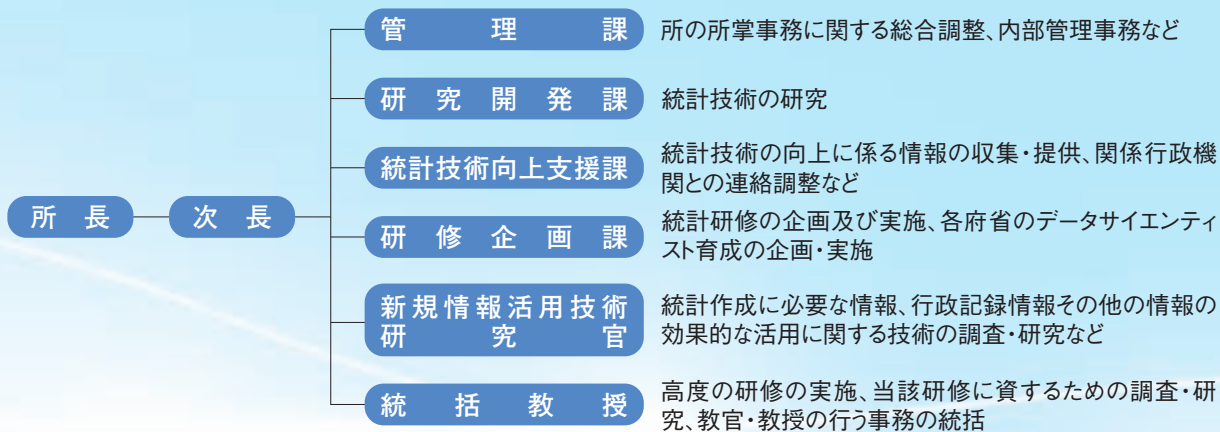 管理課
所の所掌事務に関する総合調整、内部管理事務など
研究開発課
統計技術の研究
統計技術向上支援課
統計技術の向上に係る情報の収集・提供、関係行政機
関との連絡調整など
所長
次長
研修企画課
統計研修の企画及び実施、各府省のデータサイエンティ
スト育成の企画・実施
新規情報活用技術
研究官
統計作成に必要な情報、行政記録情報その他の情報の
効果的な活用に関する技術の調査・研究など
統括教授
高度の研修の実施、当該研修に資するための調査・研
究、教官・教授の行う事務の統括